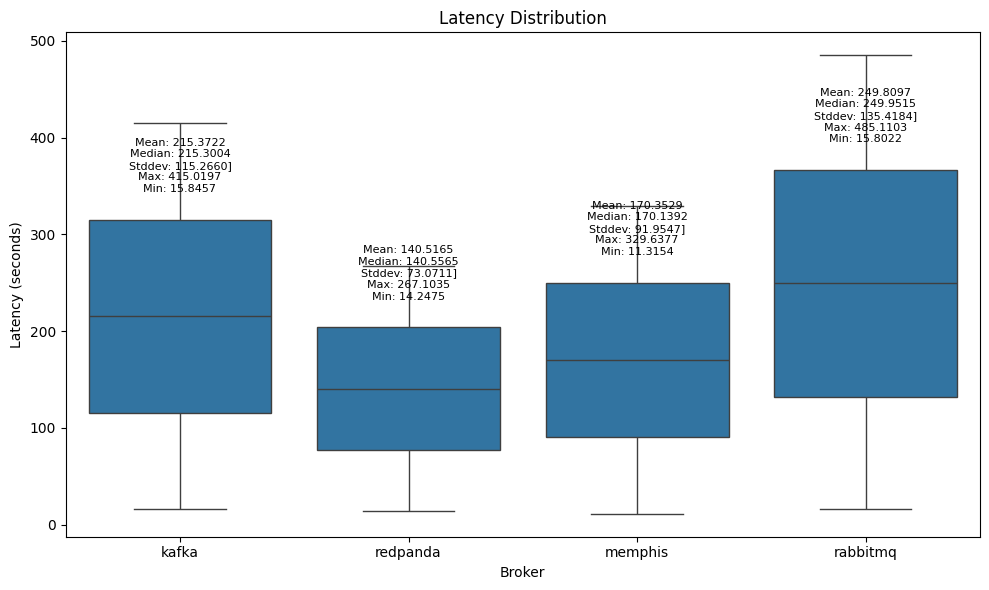 Latency Distribution
Latency (seconds)
500
400
300
200
100
0
Mean: 215.3722
Median: 215.3004
Stddev: 115.2660]
Max: 415.0197
Min: 15.8457
Mean: 140.5165
Median: 140.5565
Stddev: 73.0711]
Max: 267.1035
Min: 14.2475
Mean: 170.3529
Median: 170.1392
Stddev: 91.9547]
Max: 329.6377
Min: 11.3154
Mean: 249.8097
Median: 249.9515
Stddev: 135.4184]
Max: 485.1103
Min: 15.8022
kafka
redpanda
memphis
rabbitmq
Broker